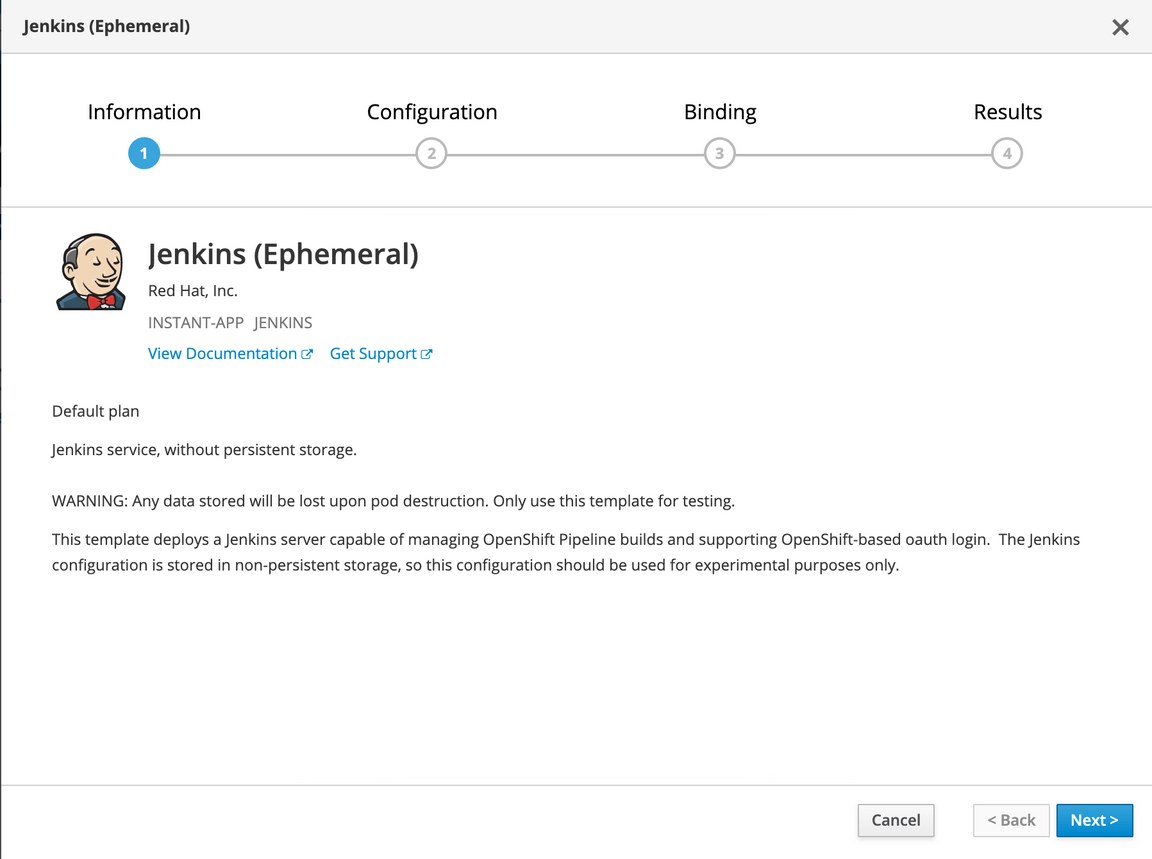 Jenkins (Ephemeral)
Information Configuration Binding Results
1 2 3 4
Jenkins (Ephemeral)
Red Hat, Inc.
INSTANT-APP JENKINS
View Documentation Get Support
Default plan
Jenkins service, without persistent storage.
WARNING: Any data stored will be lost upon pod destruction. Only use this template for testing.
This template deploys a Jenkins server capable of managing OpenShift Pipeline builds and supporting OpenShift-based oauth login.  The Jenkins
configuration is stored in non-persistent storage, so this configuration should be used for experimental purposes only.
Cancel < Back Next >